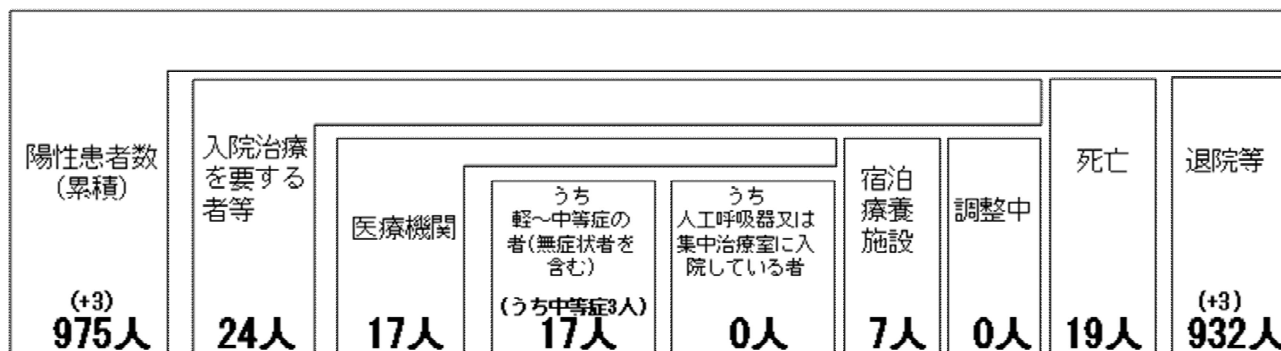 陽性患者数
(累積)
(+3)
975人
入院治療
を要する
者等
24人
医療機関
17人
うち
軽～中等症の
者(無症状者を
含む)
(うち中等症3人)
17人
うち
人工呼吸器又は
集中治療室に入
院している者
0人
宿泊
療養
施設
7人
調整中
0人
死亡
19人
退院等
(+3)
932人